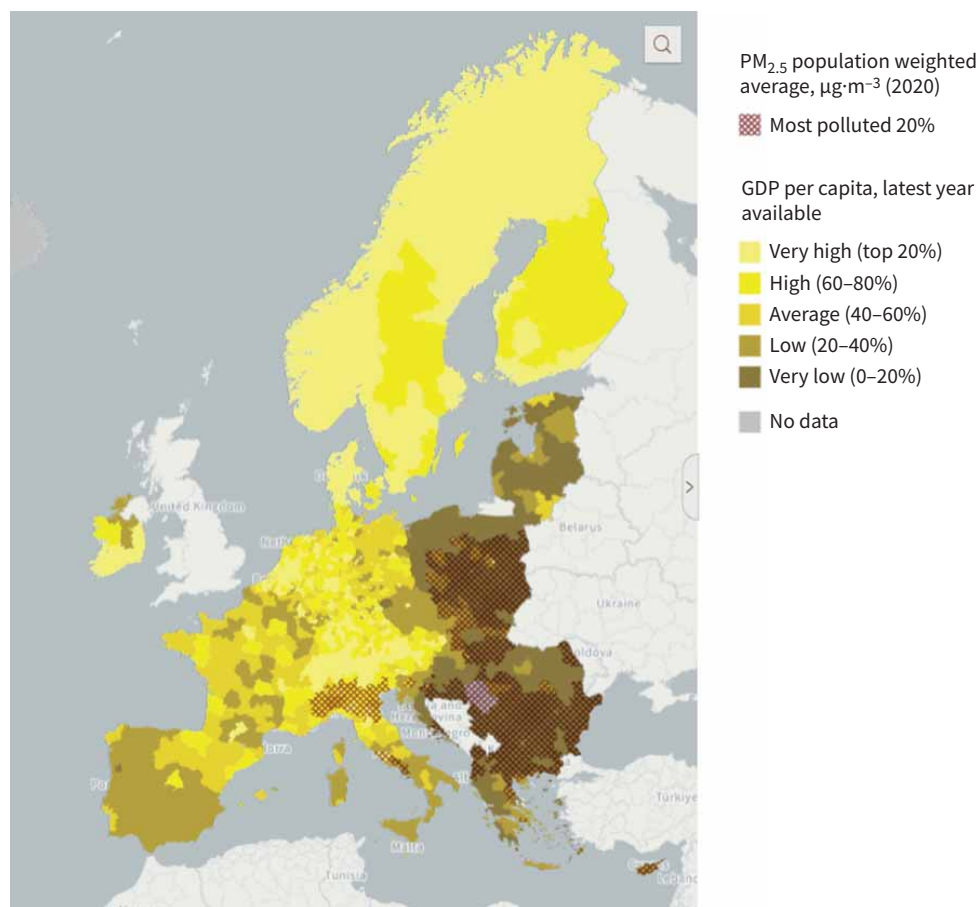 PM2.5 population weighted
average, µg·m−3 (2020)
Most polluted 20%
GDP per capita, latest year
available
Very high (top 20%)
High (60–80%)
Average (40–60%)
Low (20–40%)
Very low (0–20%)
No data
United Kingdom
Belarus
Ukraine
Malta
Tunisia
Türkiye